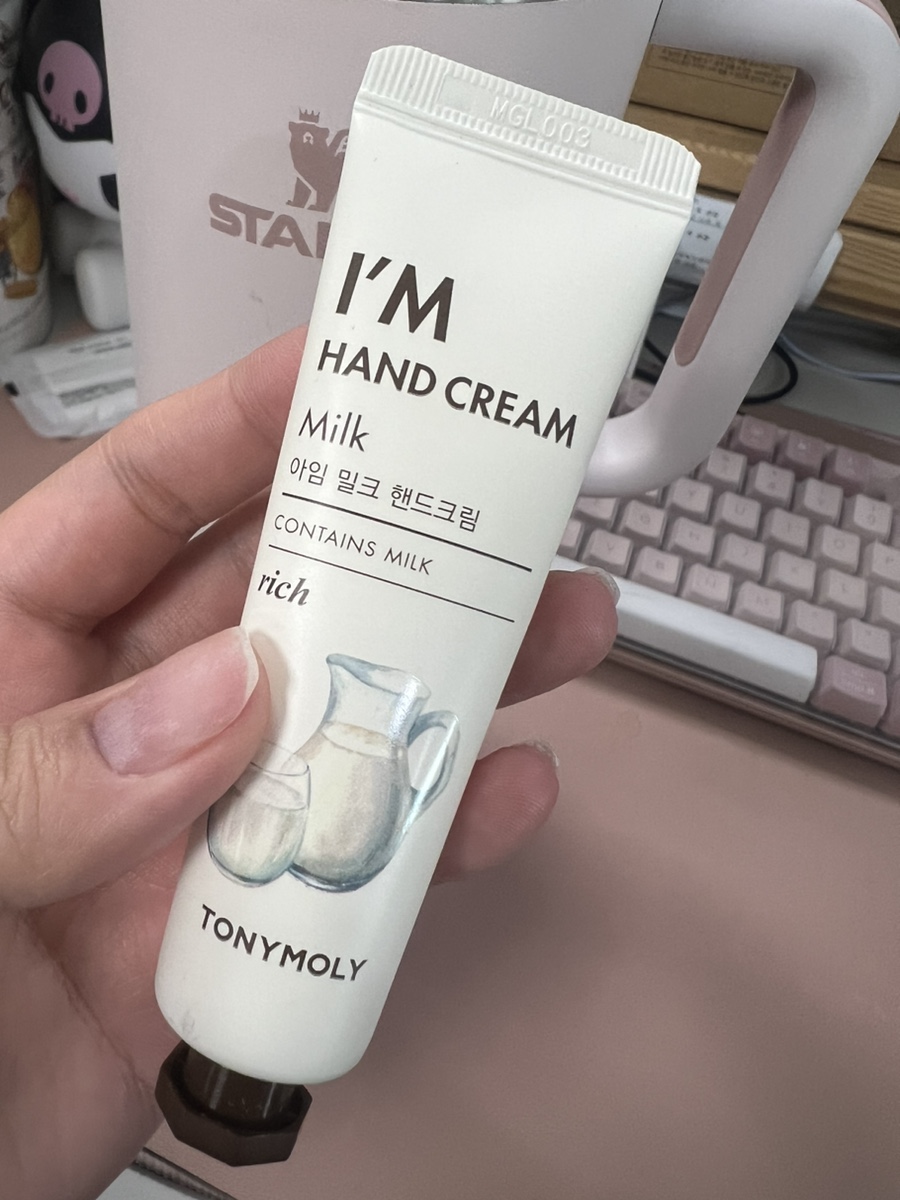 MGL003
STA
I'M
HAND CREAM
Milk
아임 밀크 핸드크림
CONTAINS MILK
rich
TONYMOLY